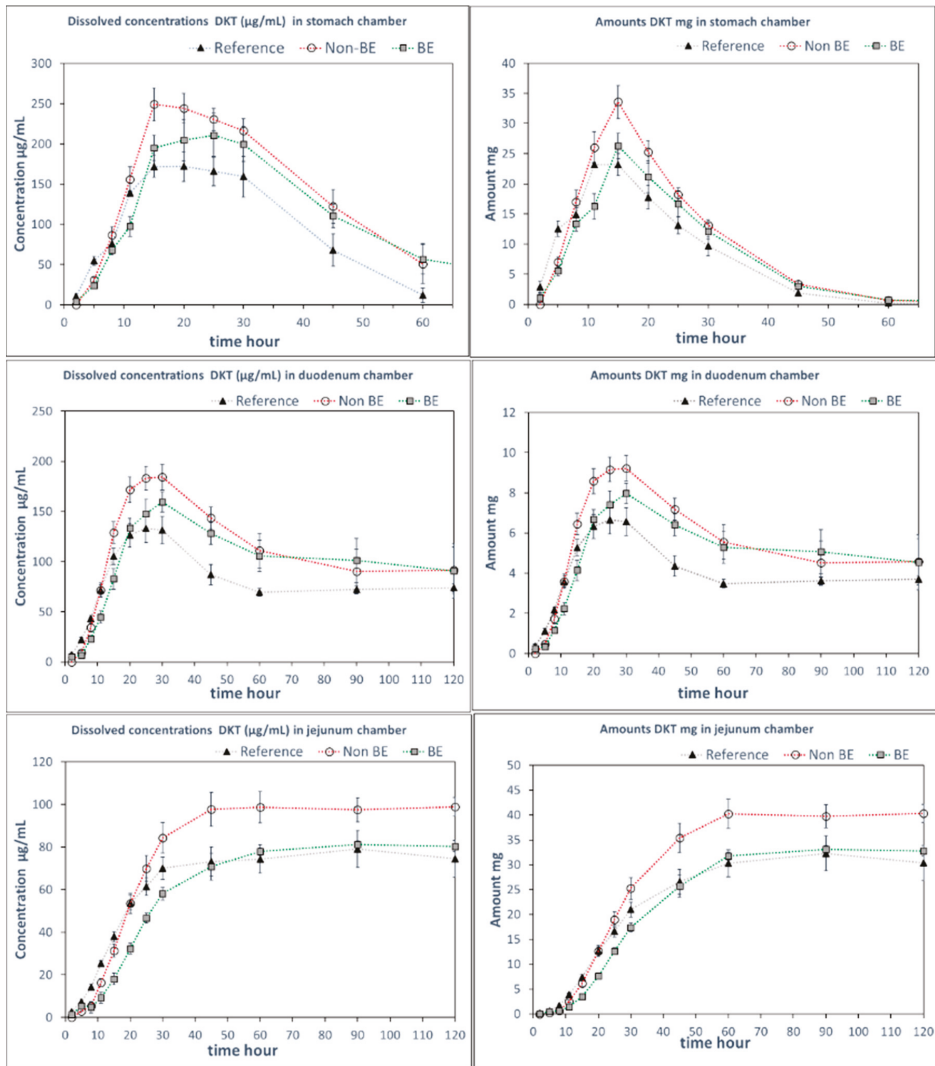 Dissolved concentrations DKT (µg/mL) in stomach chamber
Reference Non-BE BE
Concentration µg/mL
300
250
200
150
100
50
0
0 10 20 30 40 50 60
time hour
Amounts DKT mg in stomach chamber
Reference Non BE BE
Amount mg
40
35
30
25
20
15
10
5
0
0 10 20 30 40 50 60
time hour
Dissolved concentrations DKT (µg/mL) in duodenum chamber
Reference Non BE BE
Concentration µg/mL
250
200
150
100
50
0
0 10 20 30 40 50 60 70 80 90 100 110 120
time hour
Amounts DKT mg in duodenum chamber
Reference Non BE BE
Amount mg
12
10
8
6
4
2
0
0 10 20 30 40 50 60 70 80 90 100 110 120
time hour
Dissolved concentrations DKT (µg/mL) in jejunum chamber
Reference Non BE BE
Concentration µg/mL
120
100
80
60
40
20
0
0 10 20 30 40 50 60 70 80 90 100 110 120
time hour
Amounts DKT mg in jejunum chamber
Reference Non BE BE
Amount mg
50
45
40
35
30
25
20
15
10
5
0
0 10 20 30 40 50 60 70 80 90 100 110 120
time hour